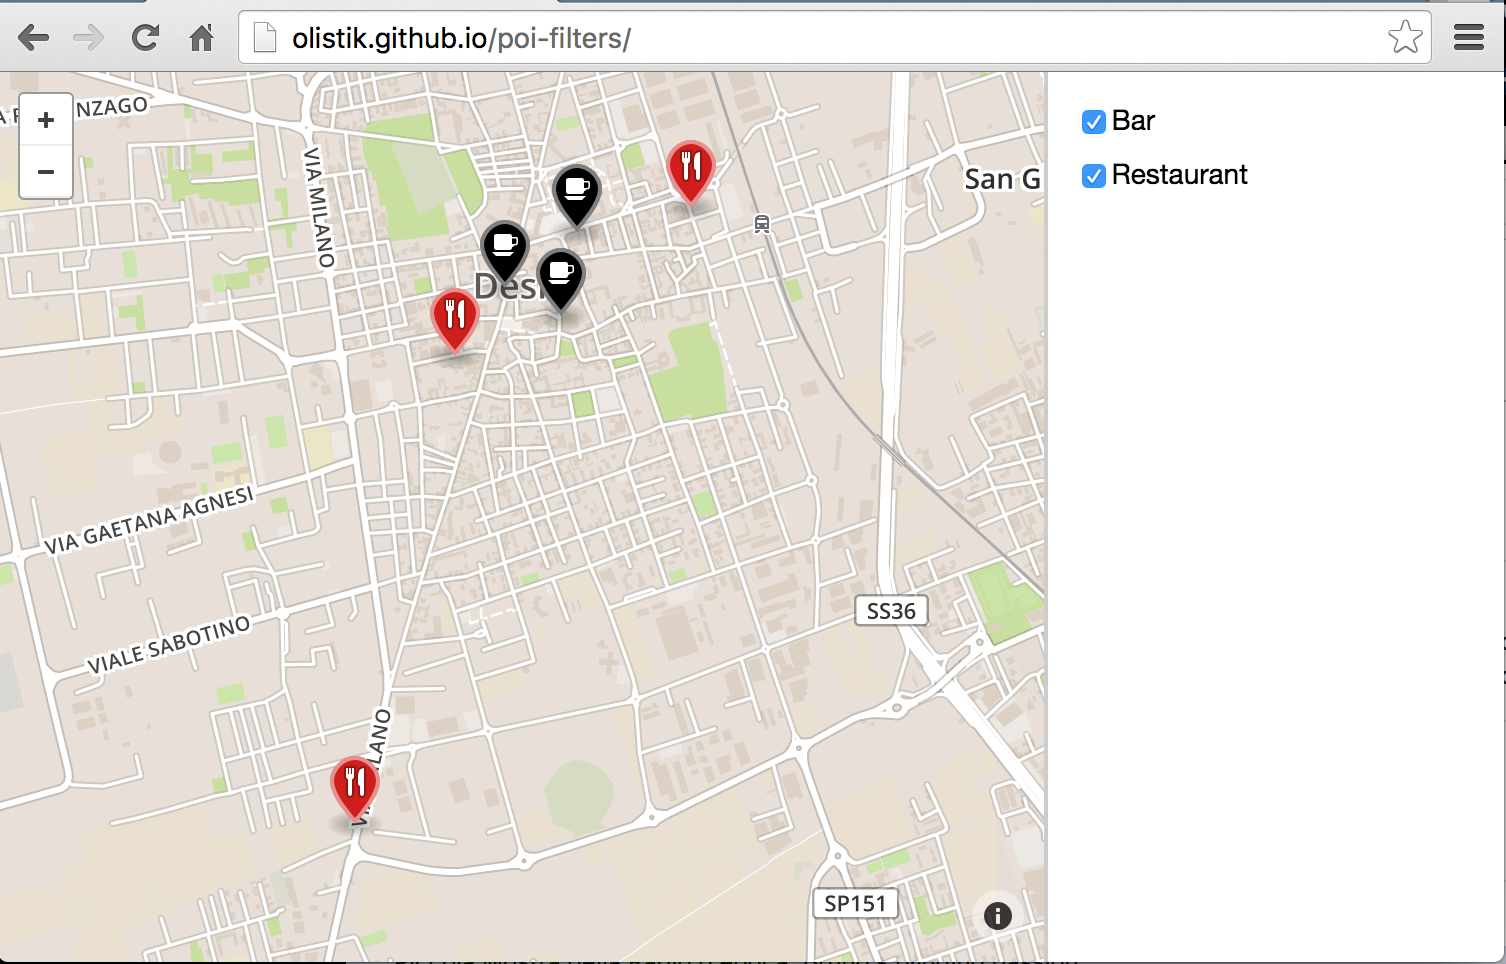 olistik.github.io/poi-filters/
NZAGO
+
−
VIA MILANO
San G
Bar
Restaurant
VIA GAETANA AGNESI
VIALE SABOTINO
SS36
LANO
SP151